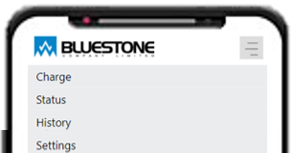 BLUESTONE
COMPANY LIMITED
Charge
Status
History
Settings